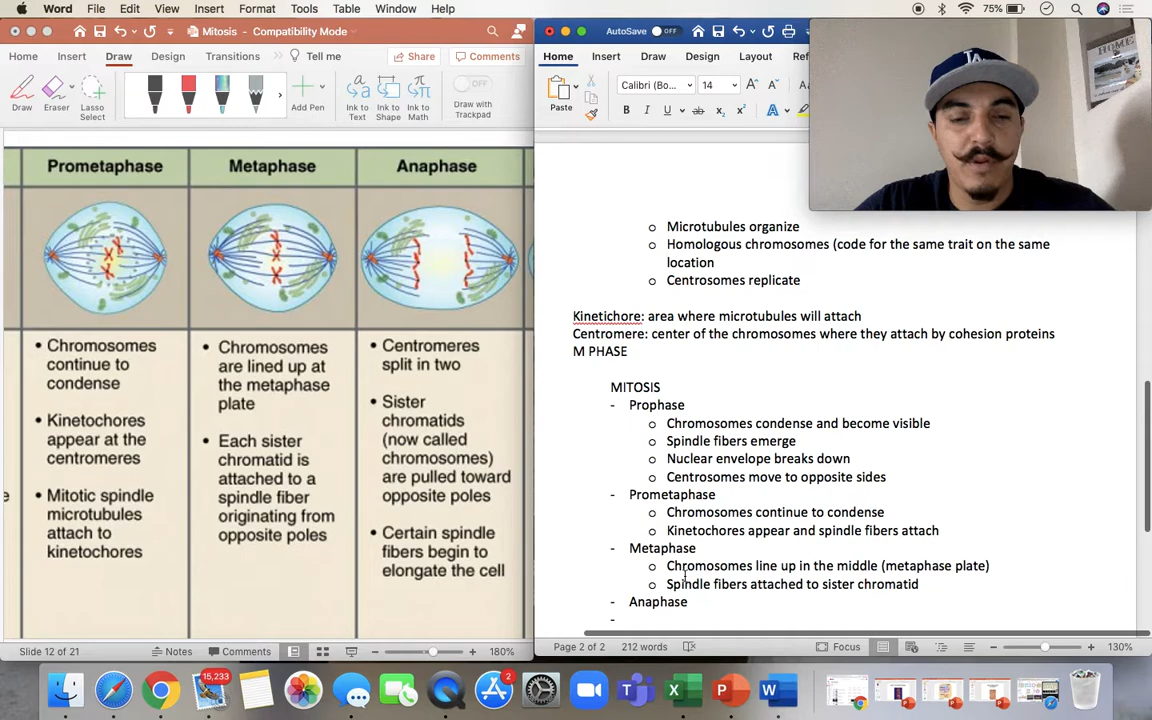 Word File Edit View Insert Format Tools Table Window Help 75%
Mitosis - Compatibility Mode
Home Insert Draw Design Transitions Tell me Share Comments
Draw Eraser Lasso Select Add Pen Ink to Text Ink to Shape Ink to Math OFF Draw with Trackpad
Prometaphase Metaphase Anaphase
• Chromosomes continue to condense
• Kinetochores appear at the centromeres
• Mitotic spindle microtubules attach to kinetochores
• Chromosomes are lined up at the metaphase plate
• Each sister chromatid is attached to a spindle fiber originating from opposite poles
• Centromeres split in two
• Sister chromatids (now called chromosomes) are pulled toward opposite poles
• Certain spindle fibers begin to elongate the cell
Slide 12 of 21 Notes Comments 180%
AutoSave OFF
Home Insert Draw Design Layout
Paste Calibri (Bo... 14
B I U ab x2 x2 A
HOME
LA
o Microtubules organize
o Homologous chromosomes (code for the same trait on the same
location
o Centrosomes replicate
Kinetichore: area where microtubules will attach
Centromere: center of the chromosomes where they attach by cohesion proteins
M PHASE
MITOSIS
- Prophase
o Chromosomes condense and become visible
o Spindle fibers emerge
o Nuclear envelope breaks down
o Centrosomes move to opposite sides
- Prometaphase
o Chromosomes continue to condense
o Kinetochores appear and spindle fibers attach
- Metaphase
o Chromosomes line up in the middle (metaphase plate)
o Spindle fibers attached to sister chromatid
- Anaphase
-
Page 2 of 2 212 words Focus 130%
15,233 2